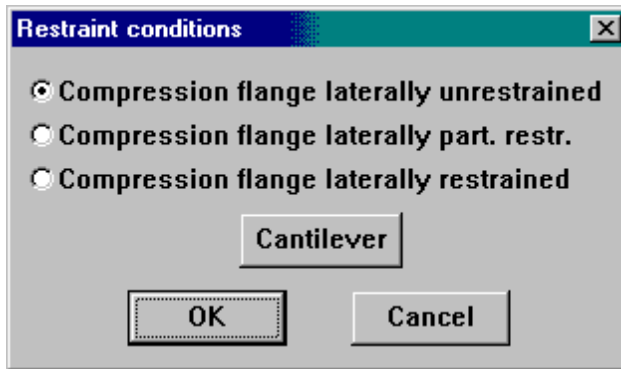 Restraint conditions
Compression flange laterally unrestrained
Compression flange laterally part. restr.
Compression flange laterally restrained
Cantilever
OK Cancel